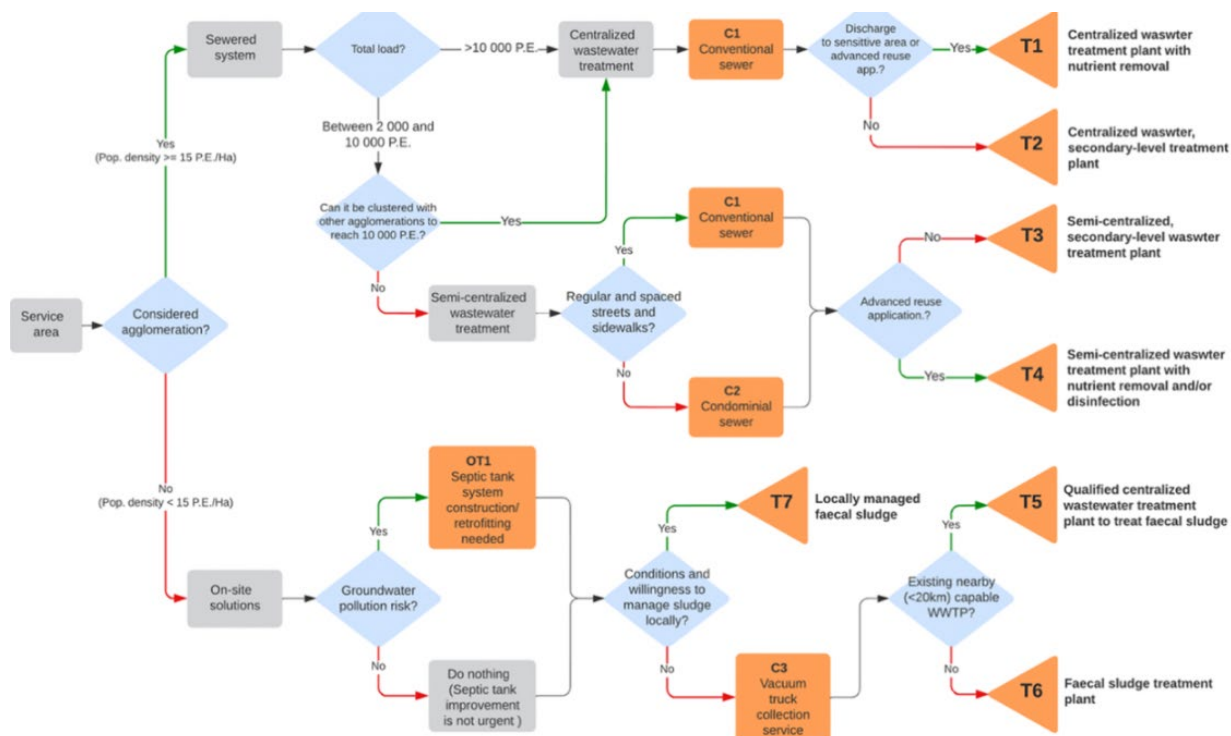 Sewered
system
Total load?
>10 000 P.E.
Centralized
wastewater
treatment
C1
Conventional
sewer
Discharge
to sensitive area or
advanced reuse
app.?
Yes
T1
Centralized waswter
treatment plant with
nutrient removal
No
T2
Centralized waswter,
secondary-level treatment
plant
Yes
(Pop. density >= 15 P.E./Ha)
Between 2 000 and
10 000 P.E.
Can it be clustered with
other agglomerations to
reach 10 000 P.E.?
Yes
No
Semi-centralized
wastewater
treatment
Regular and spaced
streets and
sidewalks?
Yes
C1
Conventional
sewer
No
C2
Condominial
sewer
Advanced reuse
application.?
No
T3
Semi-centralized,
secondary-level waswter
treatment plant
Yes
T4
Semi-centralized waswter
treatment plant with
nutrient removal and/or
disinfection
Service
area
Considered
agglomeration?
No
(Pop. density < 15 P.E./Ha)
On-site
solutions
Groundwater
pollution risk?
Yes
OT1
Septic tank
system
construction/
retrofitting
needed
No
Do nothing
(Septic tank
improvement
is not urgent )
Conditions and
willingness to
manage sludge
locally?
Yes
T7
Locally managed
faecal sludge
No
C3
Vacuum
truck
collection
service
Existing nearby
(<20km) capable
WWTP?
Yes
T5
Qualified centralized
wastewater treatment
plant to treat faecal sludge
No
T6
Faecal sludge treatment
plant